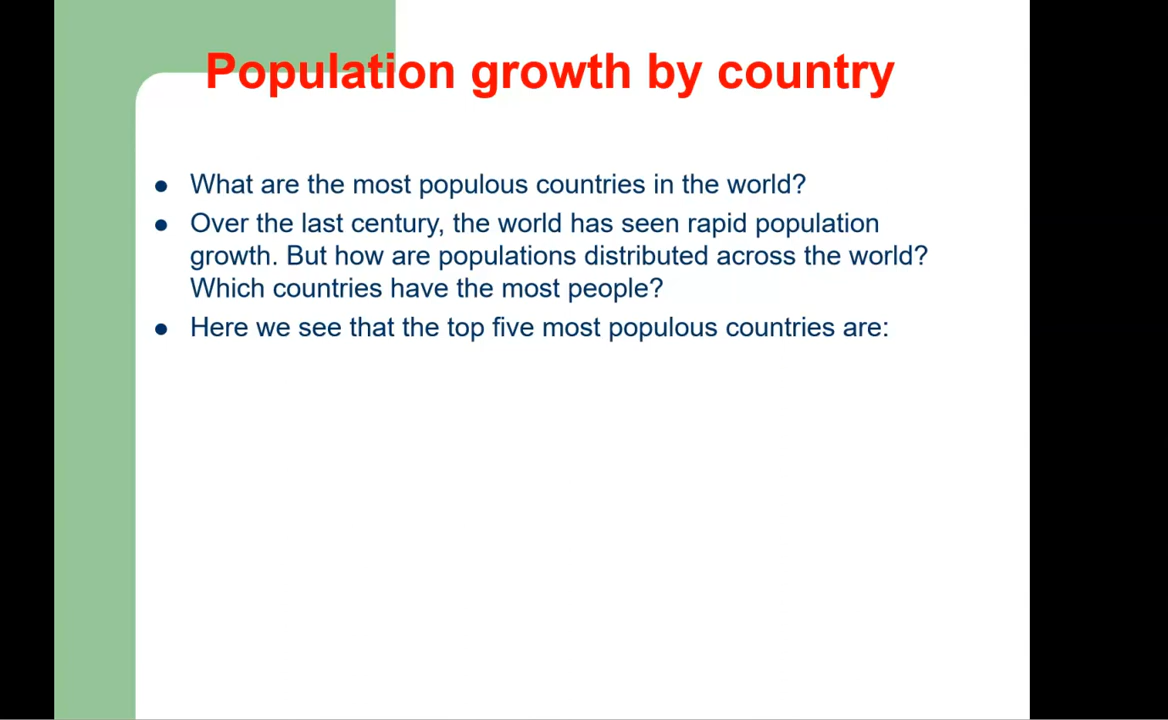 Population growth by country
● What are the most populous countries in the world?
● Over the last century, the world has seen rapid population
growth. But how are populations distributed across the world?
Which countries have the most people?
● Here we see that the top five most populous countries are: